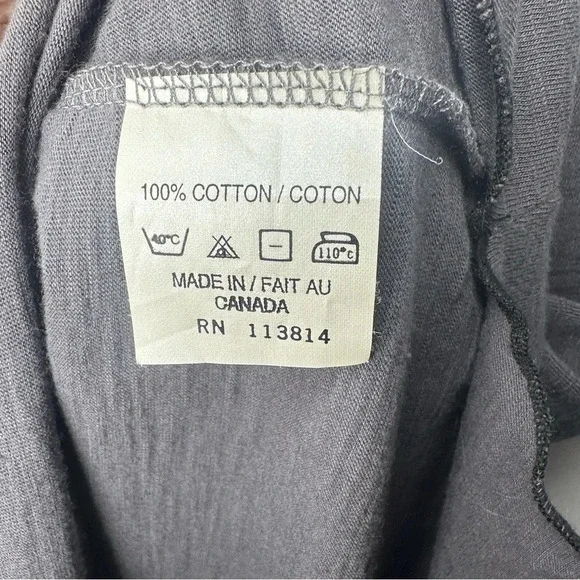 100% COTTON / COTON
40°C 110°C
MADE IN / FAIT AU
CANADA
RN 113814